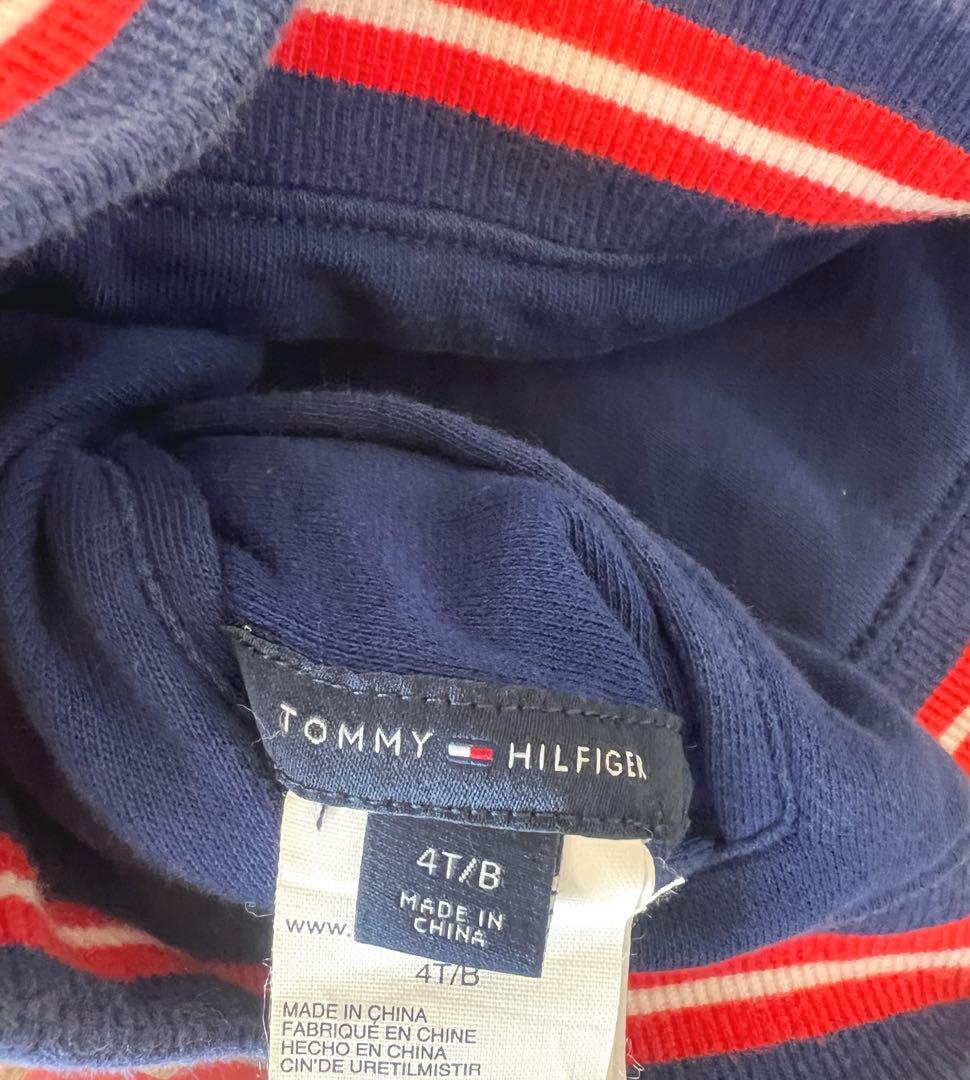 TOMMY HILFIGER
4T/B
MADE IN
CHINA
www.
4T/B
MADE IN CHINA
FABRIQUÉ EN CHINE
HECHO EN CHINA
CIN'DE URETILMISTIR